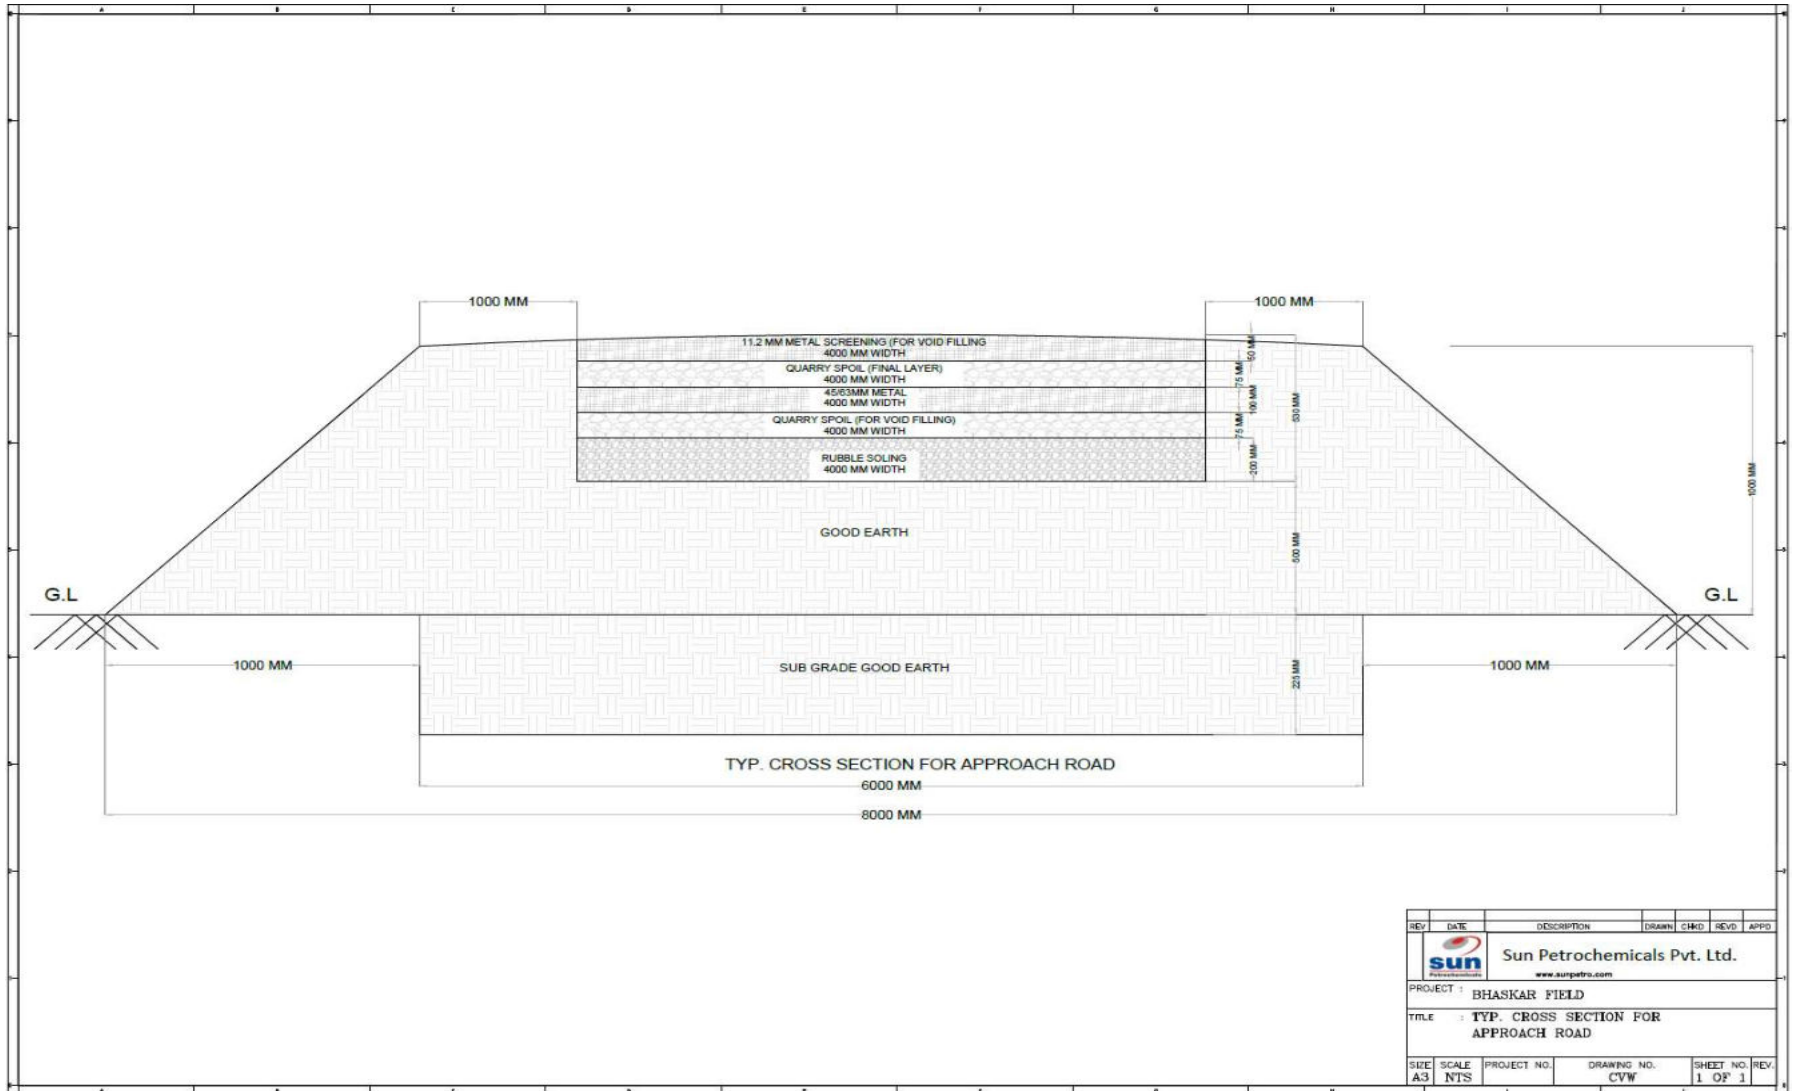 1000 MM
1000 MM
11.2 MM METAL SCREENING (FOR VOID FILLING
4000 MM WIDTH
50 MM
QUARRY SPOIL (FINAL LAYER)
4000 MM WIDTH
75 MM
45/63MM METAL
4000 MM WIDTH
100 MM
530 MM
QUARRY SPOIL (FOR VOID FILLING)
4000 MM WIDTH
75 MM
RUBBLE SOLING
4000 MM WIDTH
200 MM
1000 MM
GOOD EARTH
500 MM
G.L
G.L
1000 MM
SUB GRADE GOOD EARTH
225 MM
1000 MM
TYP. CROSS SECTION FOR APPROACH ROAD
6000 MM
8000 MM
REV DATE DESCRIPTION DRAWN CHKD REVD APPD
sun
Petrochemicals
Sun Petrochemicals Pvt. Ltd.
www.sunpetro.com
PROJECT : BHASKAR FIELD
TITLE : TYP. CROSS SECTION FOR
APPROACH ROAD
SIZE SCALE PROJECT NO. DRAWING NO. SHEET NO. REV.
A3 NTS CVW 1 OF 1